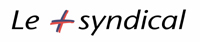 Le + syndical